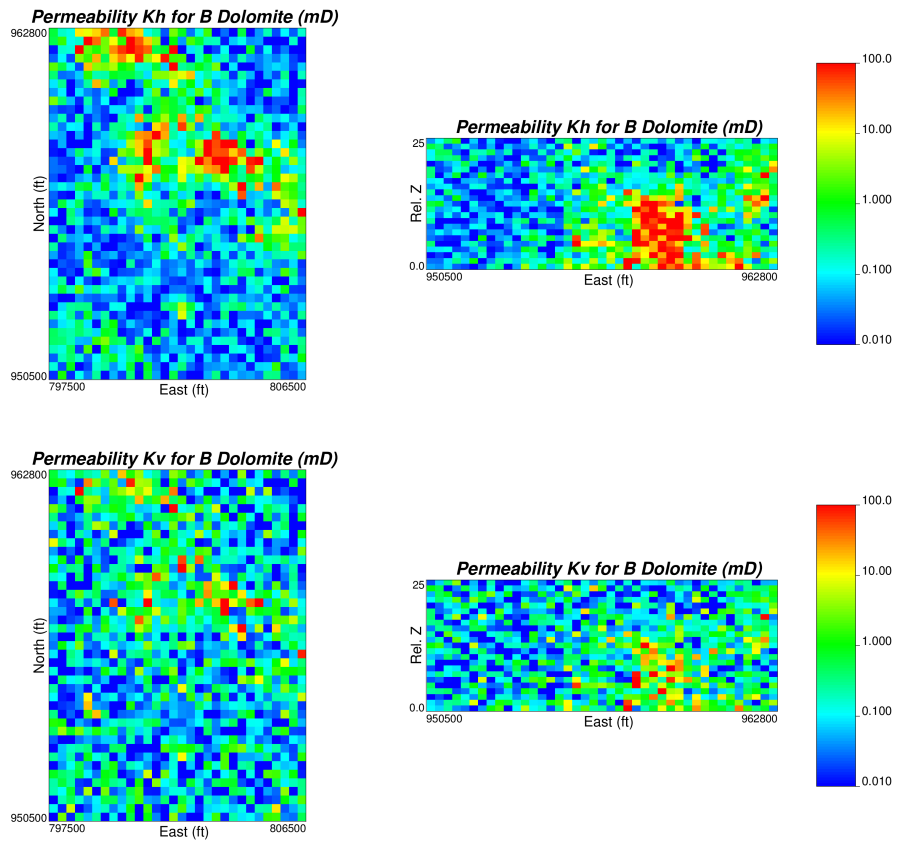 Permeability Kh for B Dolomite (mD)
962800
North (ft)
950500
797500
East (ft)
806500
Permeability Kh for B Dolomite (mD)
25
Rel. Z
0.0
950500
East (ft)
962800
100.0
10.00
1.000
0.100
0.010
Permeability Kv for B Dolomite (mD)
962800
North (ft)
950500
797500
East (ft)
806500
Permeability Kv for B Dolomite (mD)
25
Rel. Z
0.0
950500
East (ft)
962800
100.0
10.00
1.000
0.100
0.010